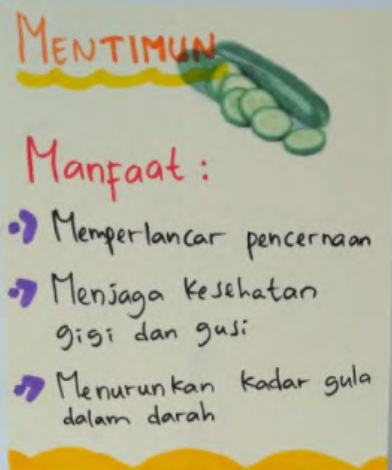 MENTIMUN
Manfaat :
Memperlancar pencernaan
Menjaga kesehatan
gigi dan gusi
Menurunkan kadar gula
dalam darah